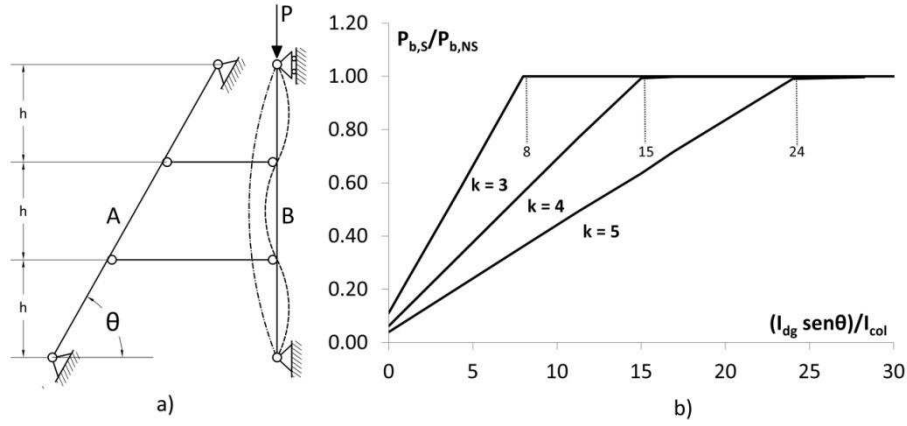 P
h
h
h
A
B
θ
a)
P_b,S/P_b,NS
1.20
1.00
0.80
0.60
0.40
0.20
0.00
k = 3
k = 4
k = 5
8
15
24
(I_dg senθ)/I_col
0 5 10 15 20 25 30
b)